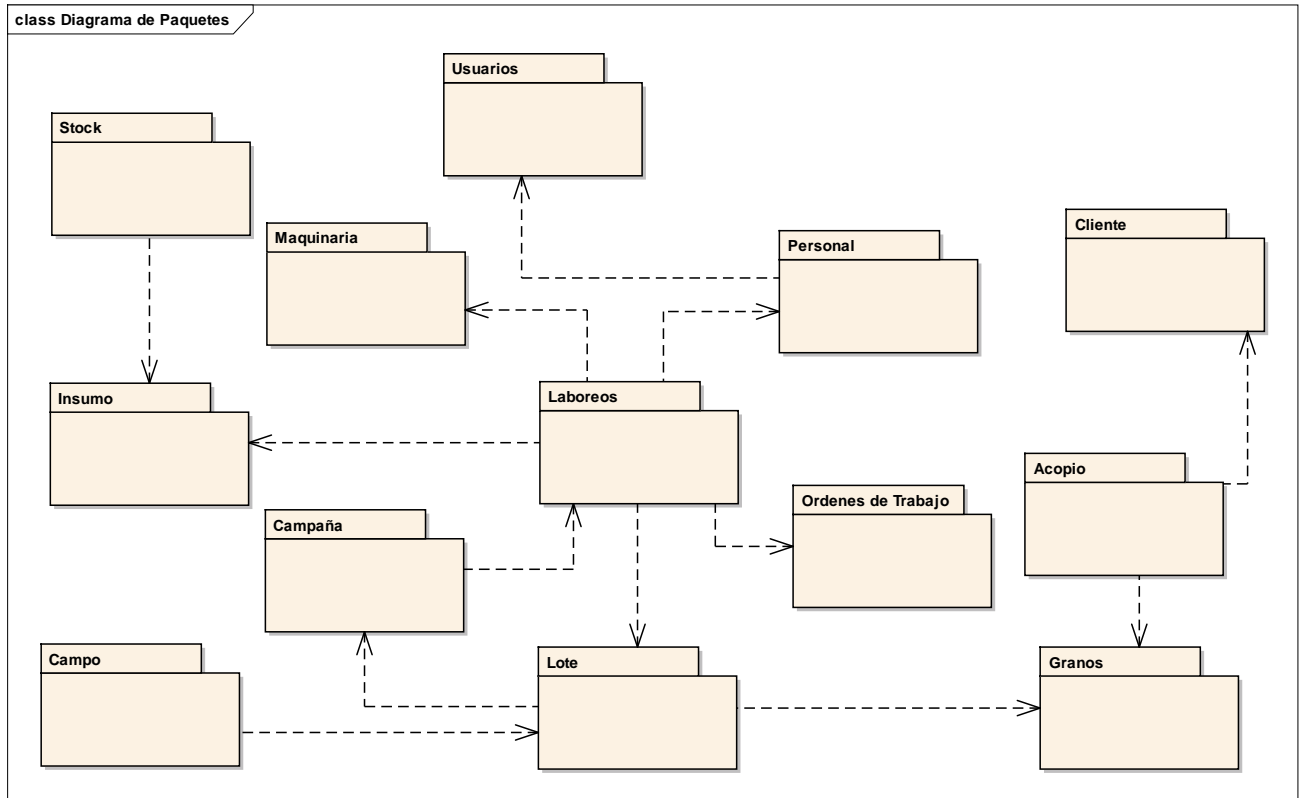 class Diagrama de Paquetes
Usuarios
Stock
Cliente
Maquinaria
Personal
Insumo
Laboreos
Acopio
Ordenes de Trabajo
Campaña
Campo
Lote
Granos